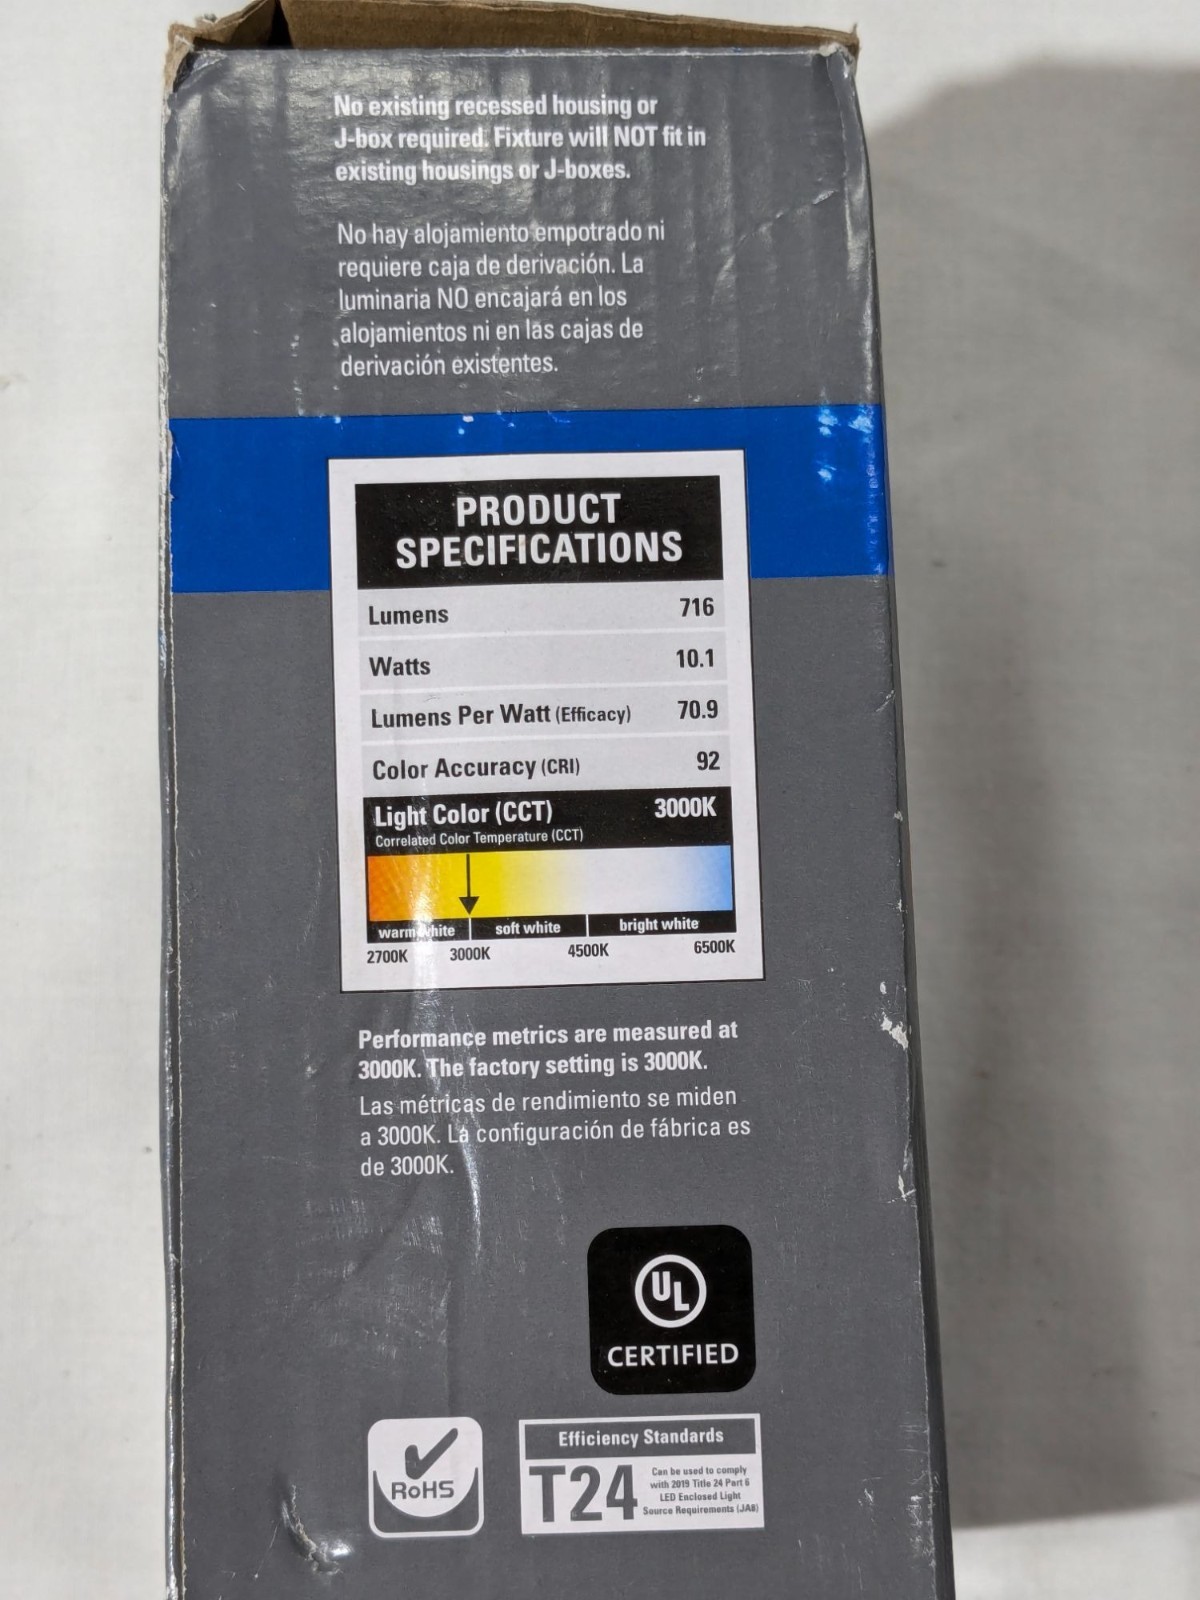 No existing recessed housing or
J-box required. Fixture will NOT fit in
existing housings or J-boxes.
No hay alojamiento empotrado ni
requiere caja de derivación. La
luminaria NO encajará en los
alojamientos ni en las cajas de
derivación existentes.
PRODUCT
SPECIFICATIONS
Lumens 716
Watts 10.1
Lumens Per Watt (Efficacy) 70.9
Color Accuracy (CRI) 92
Light Color (CCT) 3000K
Correlated Color Temperature (CCT)
warm white soft white bright white
2700K 3000K 4500K 6500K
Performance metrics are measured at
3000K. The factory setting is 3000K.
Las métricas de rendimiento se miden
a 3000K. La configuración de fábrica es
de 3000K.
UL
CERTIFIED
RoHS
Efficiency Standards
T24
Can be used to comply
with 2019 Title 24 Part 6
LED Enclosed Light
Source Requirements (JA8)